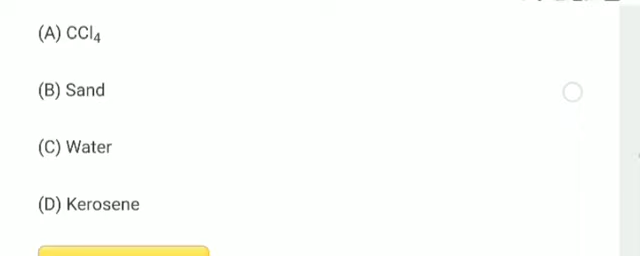 (A) CCl₄
(B) Sand
(C) Water
(D) Kerosene